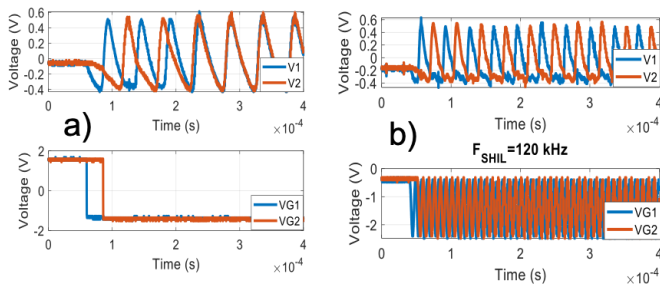 0.6
0.4
0.2
0
-0.2
-0.4
Voltage (V)
V1
V2
0 1 2 3 4
×10⁻⁴
Time (s)
a)
2
0
-2
Voltage (V)
VG1
VG2
0 1 2 3 4
×10⁻⁴
Time (s)
0.6
0.4
0.2
0
-0.2
-0.4
Voltage (V)
V1
V2
0 1 2 3 4
×10⁻⁴
Time (s)
b)
F_SHIL=120 kHz
0
-1
-2
Voltage (V)
VG1
VG2
0 1 2 3 4
×10⁻⁴
Time (s)